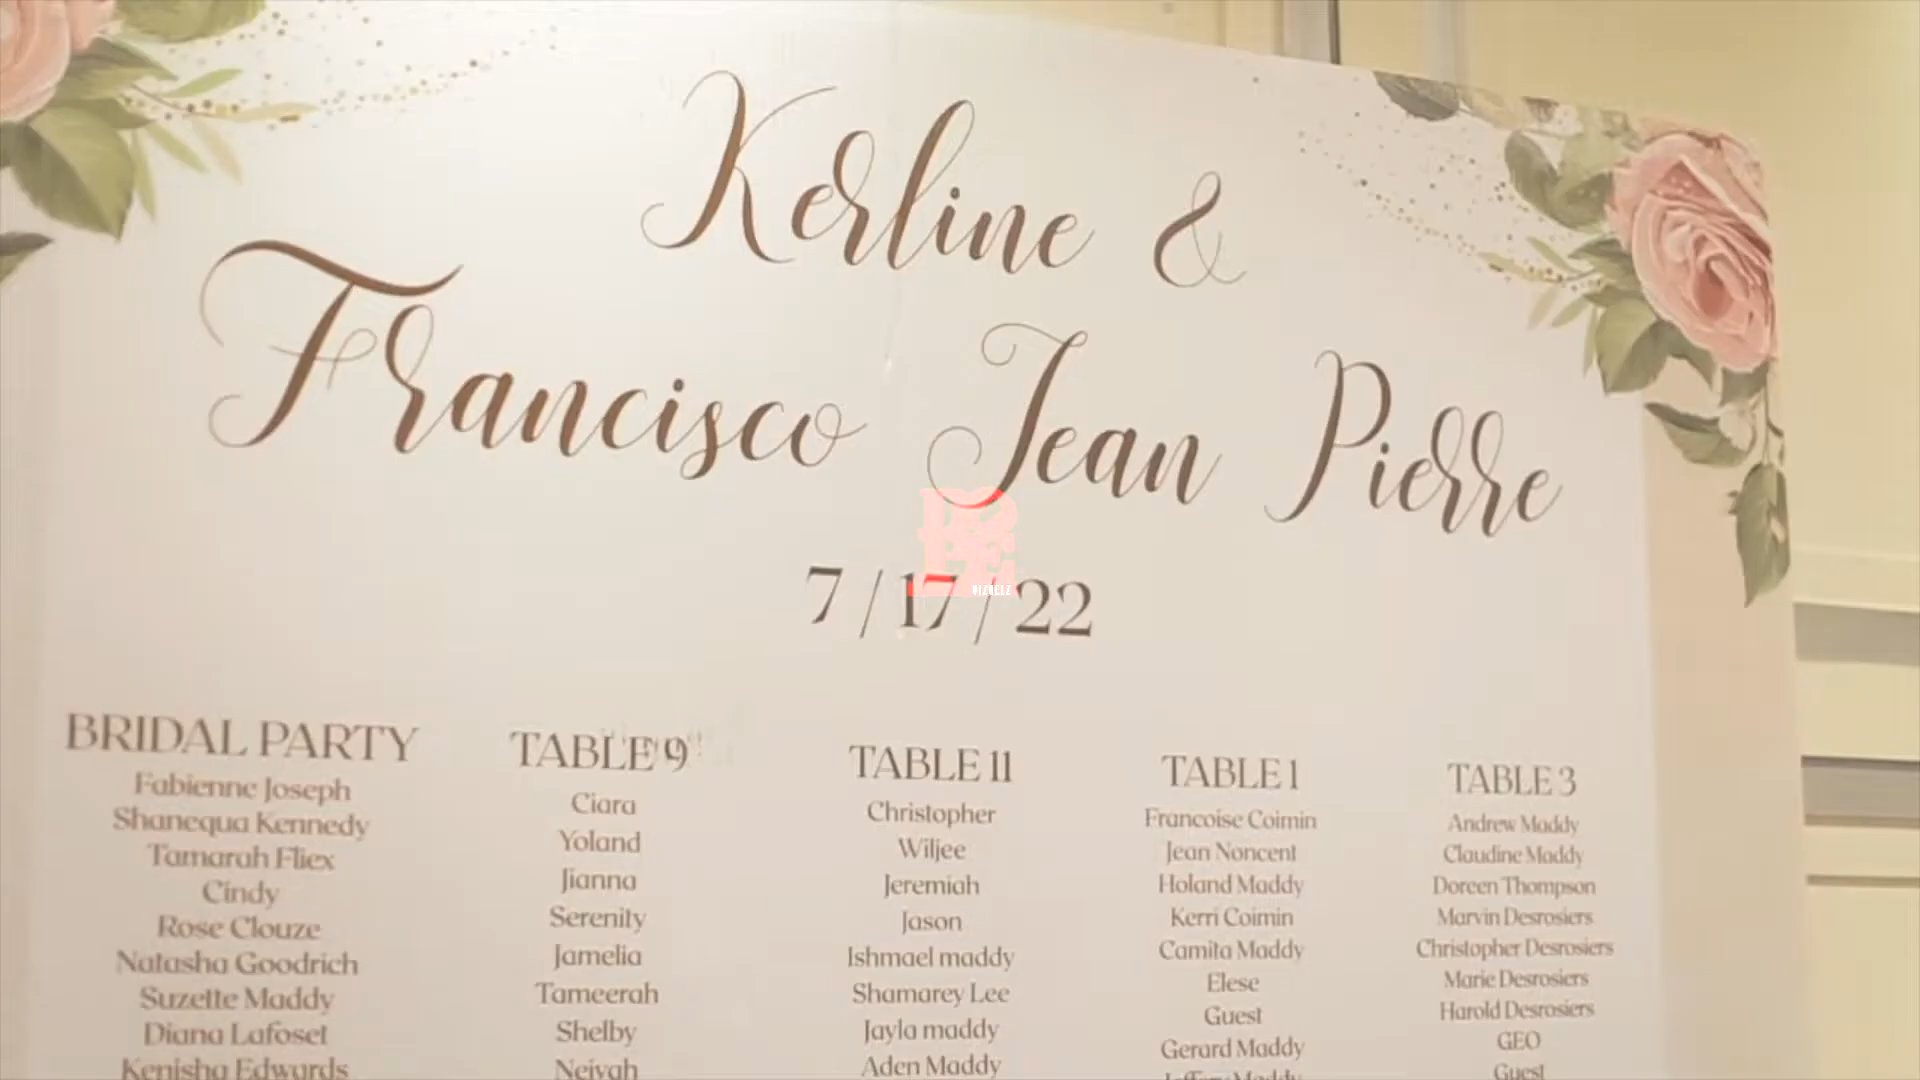 Kerline &
Francisco Jean Pierre
7/17/22
BRIDAL PARTY
Fabienne Joseph
Shanequa Kennedy
Tamarah Fliex
Cindy
Rose Clouze
Natasha Goodrich
Suzette Maddy
Diana Lafoset
Kenisha Edwards
TABLE 9
Ciara
Yoland
Jianna
Serenity
Jamelia
Tameerah
Shelby
Neivah
TABLE 11
Christopher
Wiljee
Jeremiah
Jason
Ishmael maddy
Shamarey Lee
Jayla maddy
Aden Maddy
TABLE 1
Francoise Coimin
Jean Noncent
Holand Maddy
Kerri Coimin
Camita Maddy
Elese
Guest
Gerard Maddy
Maddy
TABLE 3
Andrew Maddy
Claudine Maddy
Doreen Thompson
Marvin Desrosiers
Christopher Desrosiers
Marie Desrosiers
Harold Desrosiers
GEO
Guest